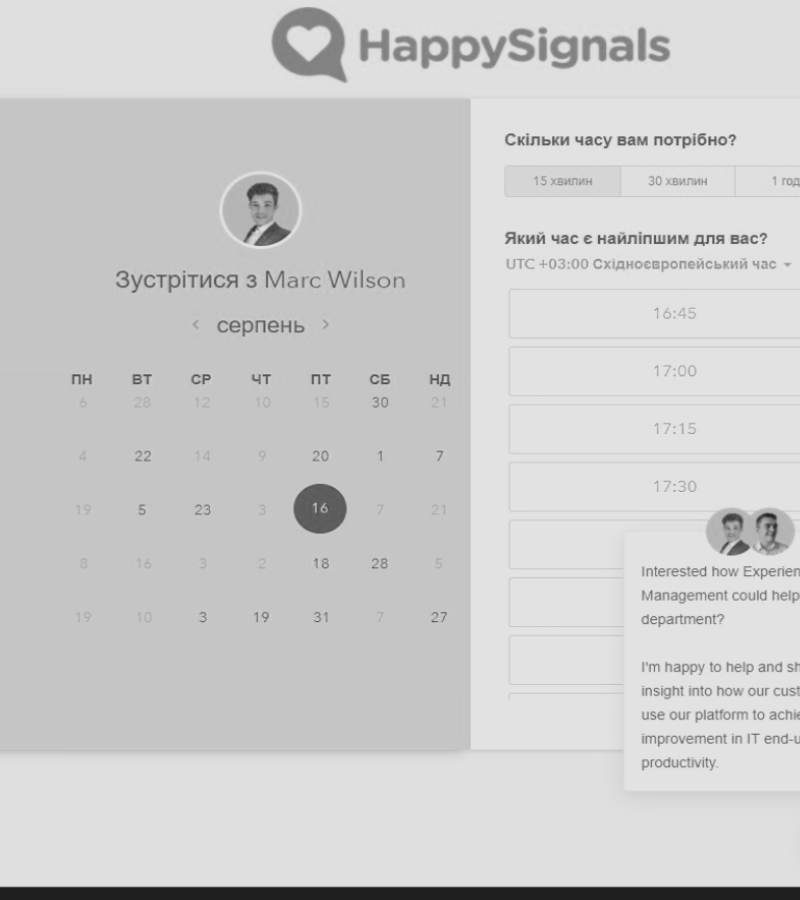 HappySignals
Зустрітися з Marc Wilson
серпень
ПН ВТ СР ЧТ ПТ СБ НД
6 28 12 10 15 30 21
4 22 14 9 20 1 7
19 5 23 3 16 7 21
8 16 3 2 18 28 5
19 10 3 19 31 7 27
Скільки часу вам потрібно?
15 хвилин 30 хвилин 1 год
Який час є найліпшим для вас?
UTC +03:00 Східноєвропейський час
16:45
17:00
17:15
17:30
Interested how Experien
Management could help
department?
I'm happy to help and sh
insight into how our cust
use our platform to achie
improvement in IT end-u
productivity.